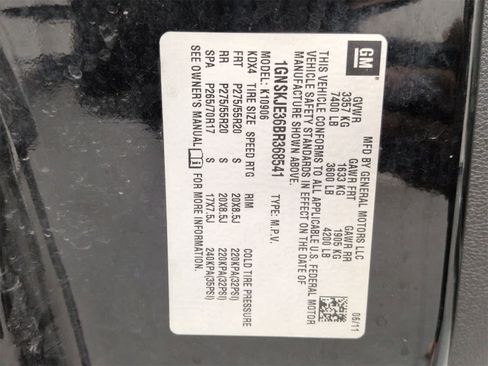 GM
MFD BY GENERAL MOTORS LLC
06/11
GVWR GAWR FRT GAWR RR
3357 KG 1633 KG 1905 KG
7400 LB 3600 LB 4200 LB
THIS VEHICLE CONFORMS TO ALL APPLICABLE U.S. FEDERAL MOTOR
VEHICLE SAFETY STANDARDS IN EFFECT ON THE DATE OF
MANUFACTURE SHOWN ABOVE.
1GNSKJE36BR368541 TYPE: M.P.V.
MODEL: K10906
KDX4 TIRE SIZE SPEED RTG RIM COLD TIRE PRESSURE
FRT P275/55R20 S 20X8.5J 220KPA(32PSI)
RR P275/55R20 S 20X8.5J 220KPA(32PSI)
SPA P265/70R17 S 17X7.5J 240KPA(35PSI)
SEE OWNER'S MANUAL FOR MORE INFORMATION.